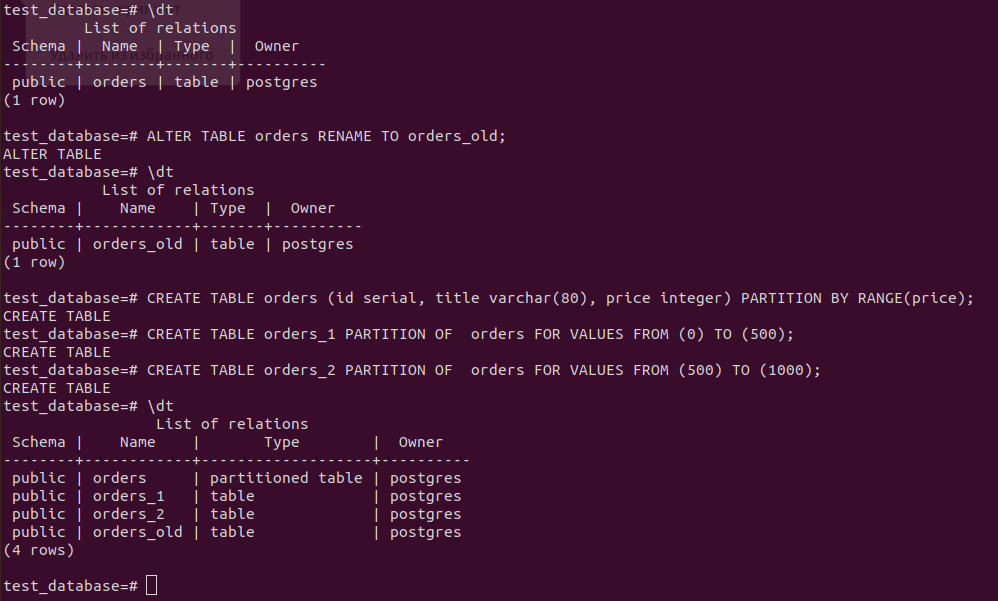 test_database=# \dt
         List of relations
 Schema |  Name  | Type  |  Owner
--------+--------+-------+----------
 public | orders | table | postgres
(1 row)

test_database=# ALTER TABLE orders RENAME TO orders_old;
ALTER TABLE
test_database=# \dt
           List of relations
 Schema |    Name    | Type  |  Owner
--------+------------+-------+----------
 public | orders_old | table | postgres
(1 row)

test_database=# CREATE TABLE orders (id serial, title varchar(80), price integer) PARTITION BY RANGE(price);
CREATE TABLE
test_database=# CREATE TABLE orders_1 PARTITION OF  orders FOR VALUES FROM (0) TO (500);
CREATE TABLE
test_database=# CREATE TABLE orders_2 PARTITION OF  orders FOR VALUES FROM (500) TO (1000);
CREATE TABLE
test_database=# \dt
                 List of relations
 Schema |    Name    |       Type        |  Owner
--------+------------+-------------------+----------
 public | orders     | partitioned table | postgres
 public | orders_1   | table             | postgres
 public | orders_2   | table             | postgres
 public | orders_old | table             | postgres
(4 rows)

test_database=#
Удалить из избранного